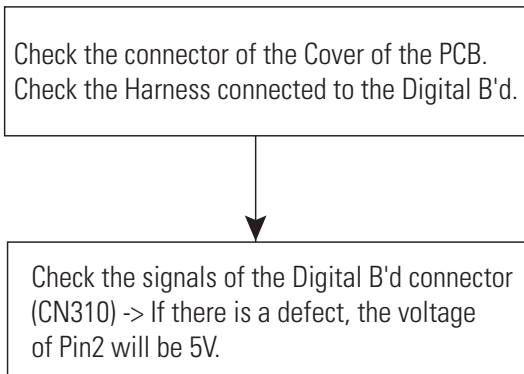 Check the connector of the Cover of the PCB.
Check the Harness connected to the Digital B'd.
Check the signals of the Digital B'd connector
(CN310) -> If there is a defect, the voltage
of Pin2 will be 5V.